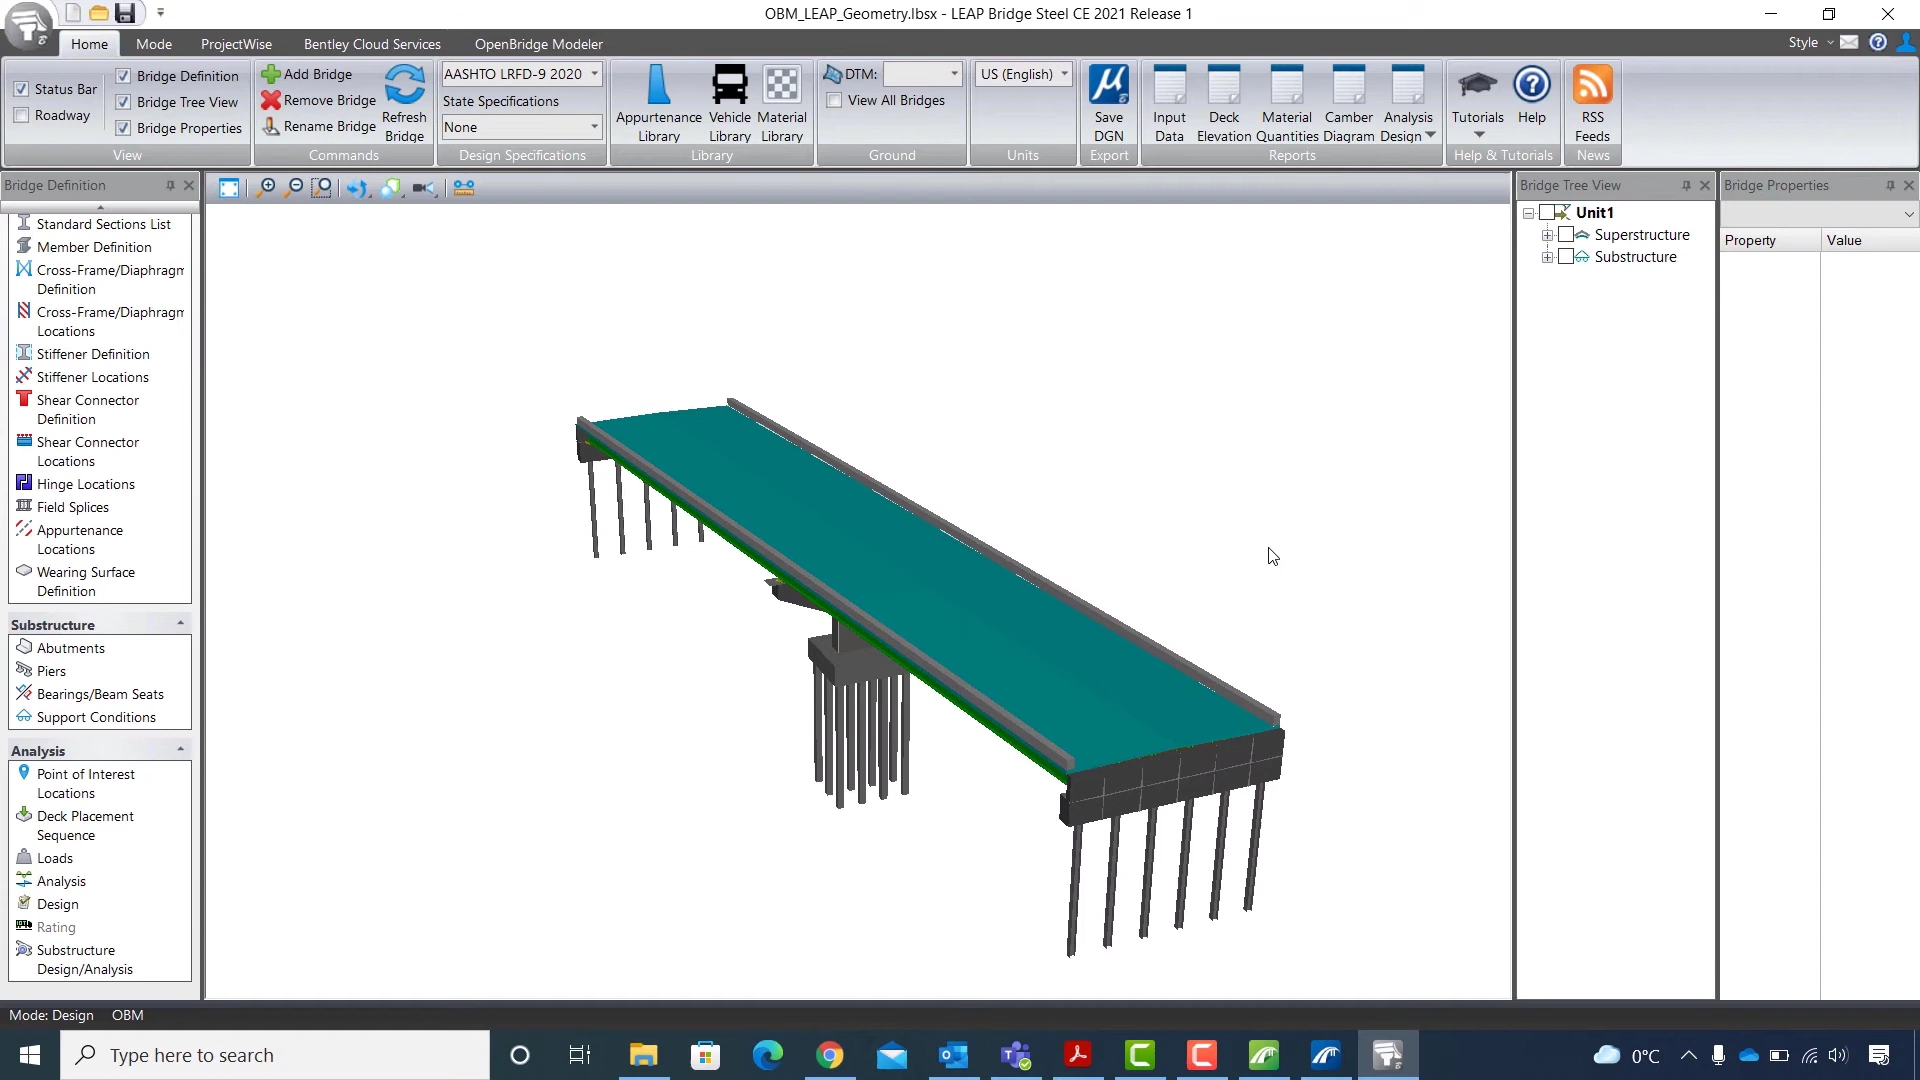 OBM_LEAP_Geometry.lbsx - LEAP Bridge Steel CE 2021 Release 1
Home Mode ProjectWise Bentley Cloud Services OpenBridge Modeler Style
Status Bar
Roadway
Bridge Definition
Bridge Tree View
Bridge Properties
View
Add Bridge
Remove Bridge
Rename Bridge
Refresh
Bridge
Commands
AASHTO LRFD-9 2020
State Specifications
None
Design Specifications
Appurtenance
Library
Vehicle
Library
Material
Library
Library
DTM:
View All Bridges
Ground
US (English)
Units
Save
DGN
Export
Input
Data
Deck
Elevation
Material
Quantities
Camber
Diagram
Analysis
Design
Reports
Tutorials
Help
Help & Tutorials
RSS
Feeds
News
Bridge Definition
Standard Sections List
Member Definition
Cross-Frame/Diaphragm
Definition
Cross-Frame/Diaphragm
Locations
Stiffener Definition
Stiffener Locations
Shear Connector
Definition
Shear Connector
Locations
Hinge Locations
Field Splices
Appurtenance
Locations
Wearing Surface
Definition
Substructure
Abutments
Piers
Bearings/Beam Seats
Support Conditions
Analysis
Point of Interest
Locations
Deck Placement
Sequence
Loads
Analysis
Design
Rating
Substructure
Design/Analysis
Bridge Tree View
Unit1
Superstructure
Substructure
Bridge Properties
Property Value
Mode: Design OBM
Type here to search
0°C